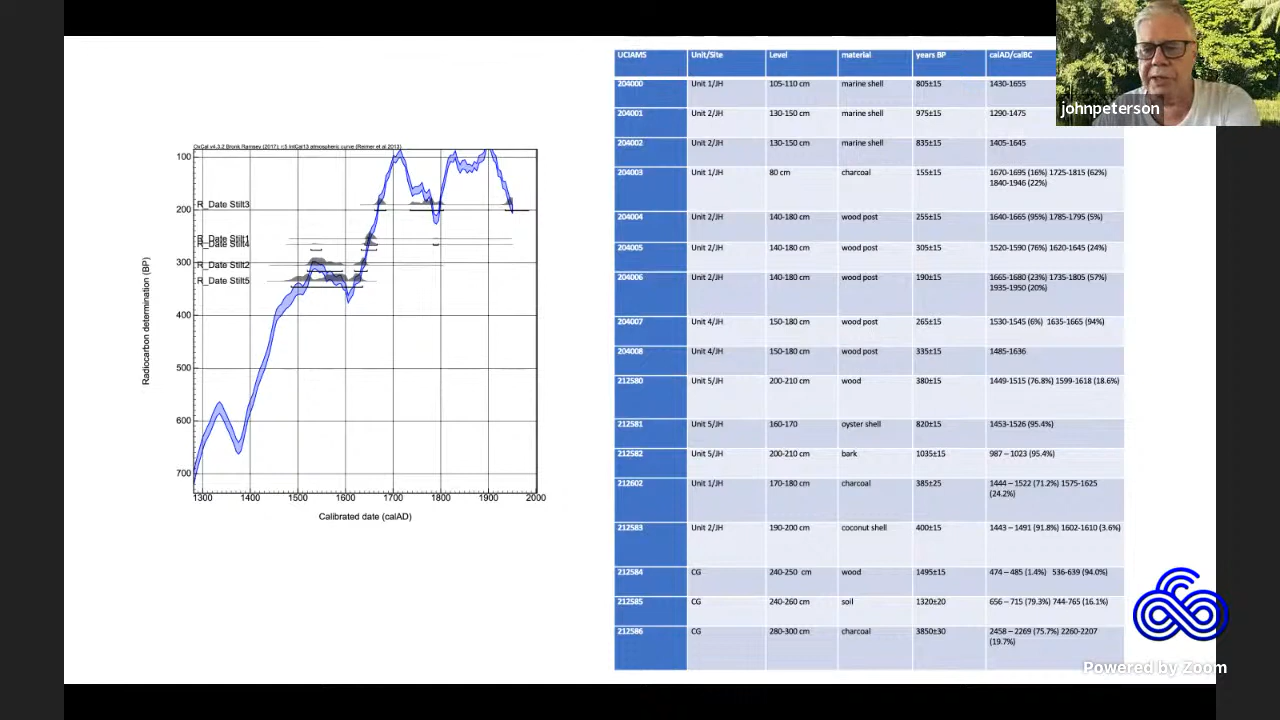 OxCal v4.3.2 Bronk Ramsey (2017); r:5 IntCal13 atmospheric curve (Reimer et al 2013)
100
200
300
400
500
600
700
Radiocarbon determination (BP)
R_Date Stilt3
R_Date Stilt1
R_Date Stilt4
R_Date Stilt2
R_Date Stilt5
1300 1400 1500 1600 1700 1800 1900 2000
Calibrated date (calAD)
UCIAMS Unit/Site Level material years BP calAD/calBC
204000 Unit 1/JH 105-110 cm marine shell 805±15 1430-1655
204001 Unit 2/JH 130-150 cm marine shell 975±15 1290-1475
204002 Unit 2/JH 130-150 cm marine shell 835±15 1405-1645
204003 Unit 1/JH 80 cm charcoal 155±15 1670-1695 (16%) 1725-1815 (62%)
1840-1946 (22%)
204004 Unit 2/JH 140-180 cm wood post 255±15 1640-1665 (95%) 1785-1795 (5%)
204005 Unit 2/JH 140-180 cm wood post 305±15 1520-1590 (76%) 1620-1645 (24%)
204006 Unit 2/JH 140-180 cm wood post 190±15 1665-1680 (23%) 1735-1805 (57%)
1935-1950 (20%)
204007 Unit 4/JH 150-180 cm wood post 265±15 1530-1545 (6%) 1635-1665 (94%)
204008 Unit 4/JH 150-180 cm wood post 335±15 1485-1636
212580 Unit 5/JH 200-210 cm wood 380±15 1449-1515 (76.8%) 1599-1618 (18.6%)
212581 Unit 5/JH 160-170 oyster shell 820±15 1453-1526 (95.4%)
212582 Unit 5/JH 200-210 cm bark 1035±15 987 – 1023 (95.4%)
212602 Unit 1/JH 170-180 cm charcoal 385±25 1444 – 1522 (71.2%) 1575-1625
(24.2%)
212583 Unit 2/JH 190-200 cm coconut shell 400±15 1443 – 1491 (91.8%) 1602-1610 (3.6%)
212584 CG 240-250 cm wood 1495±15 474 – 485 (1.4%) 536-639 (94.0%)
212585 CG 240-260 cm soil 1320±20 656 – 715 (79.3%) 744-765 (16.1%)
212586 CG 280-300 cm charcoal 3850±30 2458 – 2269 (75.7%) 2260-2207
(19.7%)
johnpeterson
Powered by Zoom